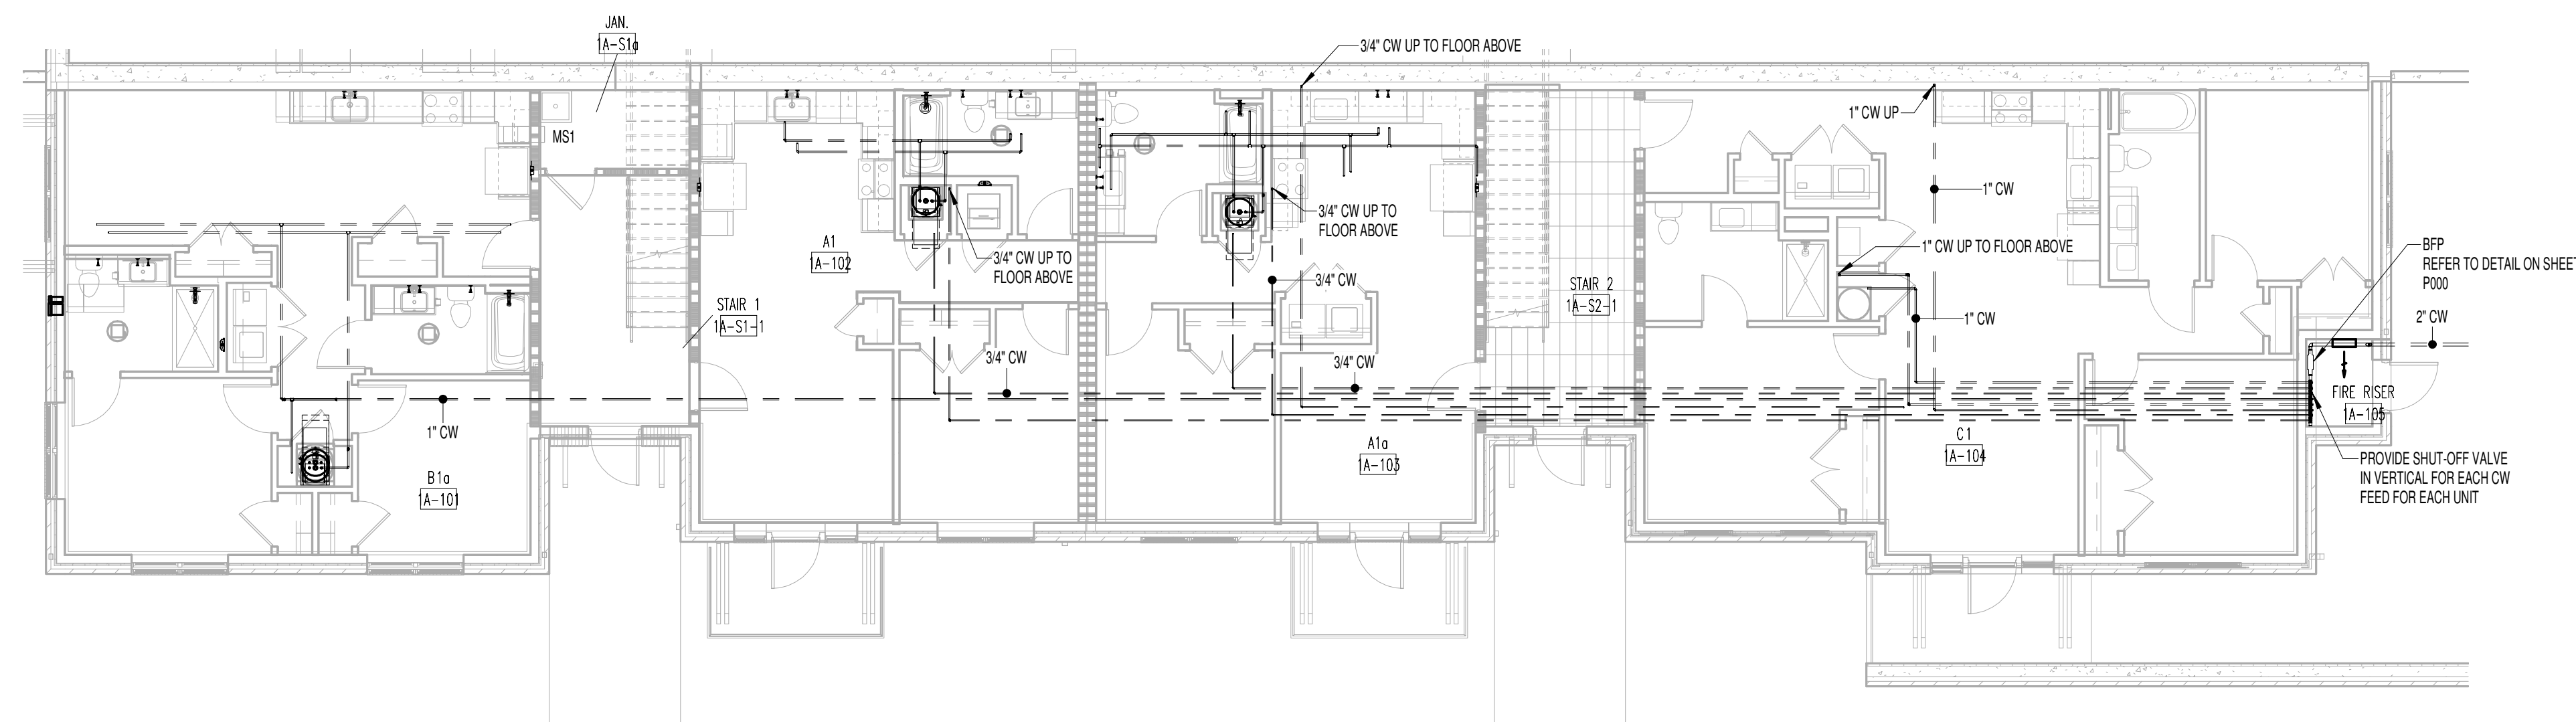 JAN.
1A-S1a
3/4" CW UP TO FLOOR ABOVE
1" CW UP
MS1
1" CW
3/4" CW UP TO
FLOOR ABOVE
A1
1A-102
3/4" CW UP TO
FLOOR ABOVE
1" CW UP TO FLOOR ABOVE
BFP
REFER TO DETAIL ON SHEET
P000
3/4" CW
STAIR 2
1A-S2-1
STAIR 1
1A-S1-1
1" CW
2" CW
3/4" CW
3/4" CW
FIRE RISER
1A-105
1" CW
A1a
1A-103
C1
1A-104
B1a
1A-101
PROVIDE SHUT-OFF VALVE
IN VERTICAL FOR EACH CW
FEED FOR EACH UNIT